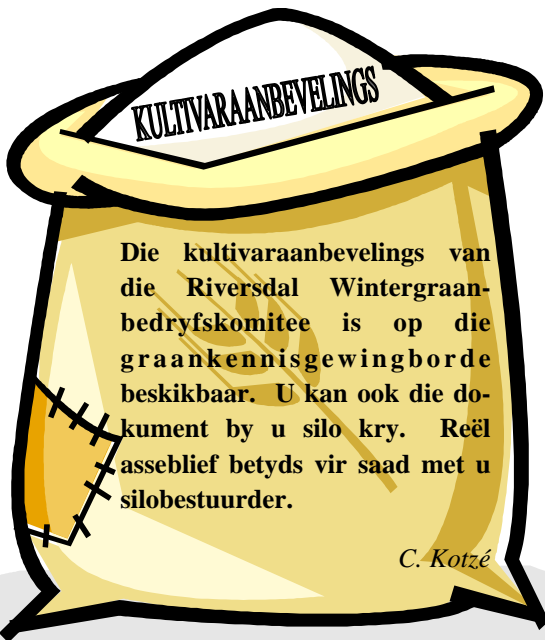 KULTIVARAANBEVELINGS
Die kultivaraanbevelings van
die Riversdal Wintergraan-
bedryfskomitee is op die
graankennisgewingborde
beskikbaar. U kan ook die do-
kument by u silo kry. Reël
asseblief betyds vir saad met u
silobestuurder.
C. Kotzé